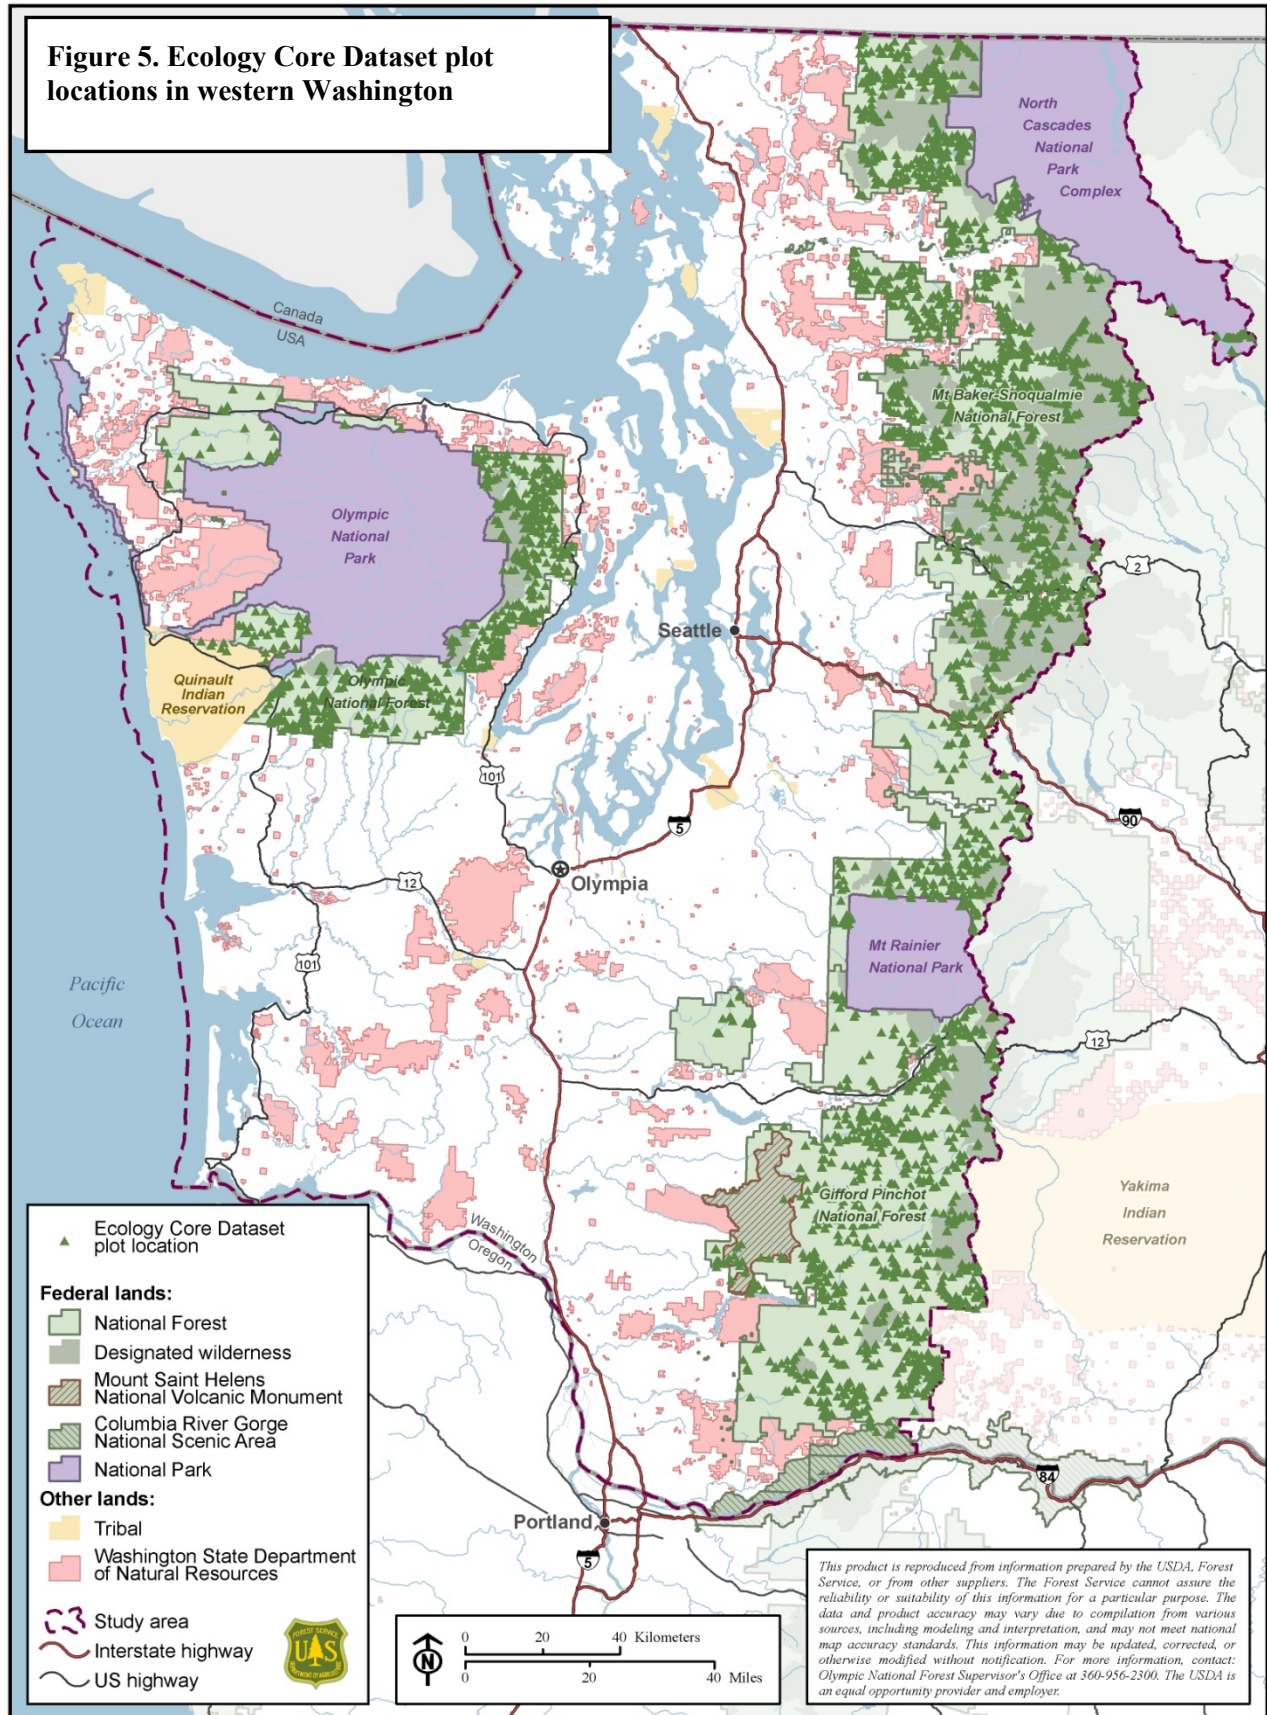 Figure 5. Ecology Core Dataset plot
locations in western Washington
North
Cascades
National
Park
Complex
Canada
USA
Mt Baker-Snoqualmie
National Forest
Olympic
National
Park
2
Seattle
Quinault
Indian
Reservation
Olympic
National Forest
101
5
90
Olympia
12
Mt Rainier
National Park
101
Pacific
Ocean
12
Gifford Pinchot
National Forest
Yakima
Indian
Reservation
Washington
Oregon
84
Portland
5
Ecology Core Dataset
plot location
Federal lands:
National Forest
Designated wilderness
Mount Saint Helens
National Volcanic Monument
Columbia River Gorge
National Scenic Area
National Park
Other lands:
Tribal
Washington State Department
of Natural Resources
Study area
Interstate highway
US highway
FOREST SERVICE
U S
DEPARTMENT OF AGRICULTURE
N
0 20 40 Kilometers
0 20 40 Miles
This product is reproduced from information prepared by the USDA, Forest
Service, or from other suppliers. The Forest Service cannot assure the
reliability or suitability of this information for a particular purpose. The
data and product accuracy may vary due to compilation from various
sources, including modeling and interpretation, and may not meet national
map accuracy standards. This information may be updated, corrected, or
otherwise modified without notification. For more information, contact:
Olympic National Forest Supervisor's Office at 360-956-2300. The USDA is
an equal opportunity provider and employer.